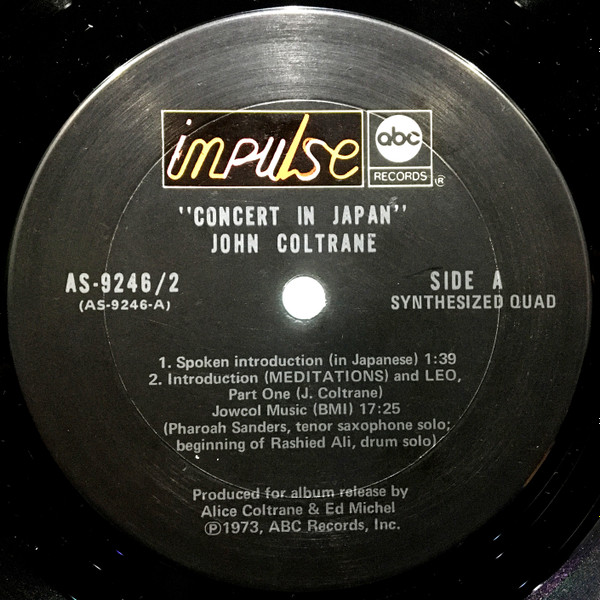 impulse
abc
RECORDS
®
"CONCERT IN JAPAN"
JOHN COLTRANE
AS-9246/2
(AS-9246-A)
SIDE A
SYNTHESIZED QUAD
1. Spoken introduction (in Japanese) 1:39
2. Introduction (MEDITATIONS) and LEO,
Part One (J. Coltrane)
Jowcol Music (BMI) 17:25
(Pharoah Sanders, tenor saxophone solo;
beginning of Rashied Ali, drum solo)
Produced for album release by
Alice Coltrane & Ed Michel
℗1973, ABC Records, Inc.